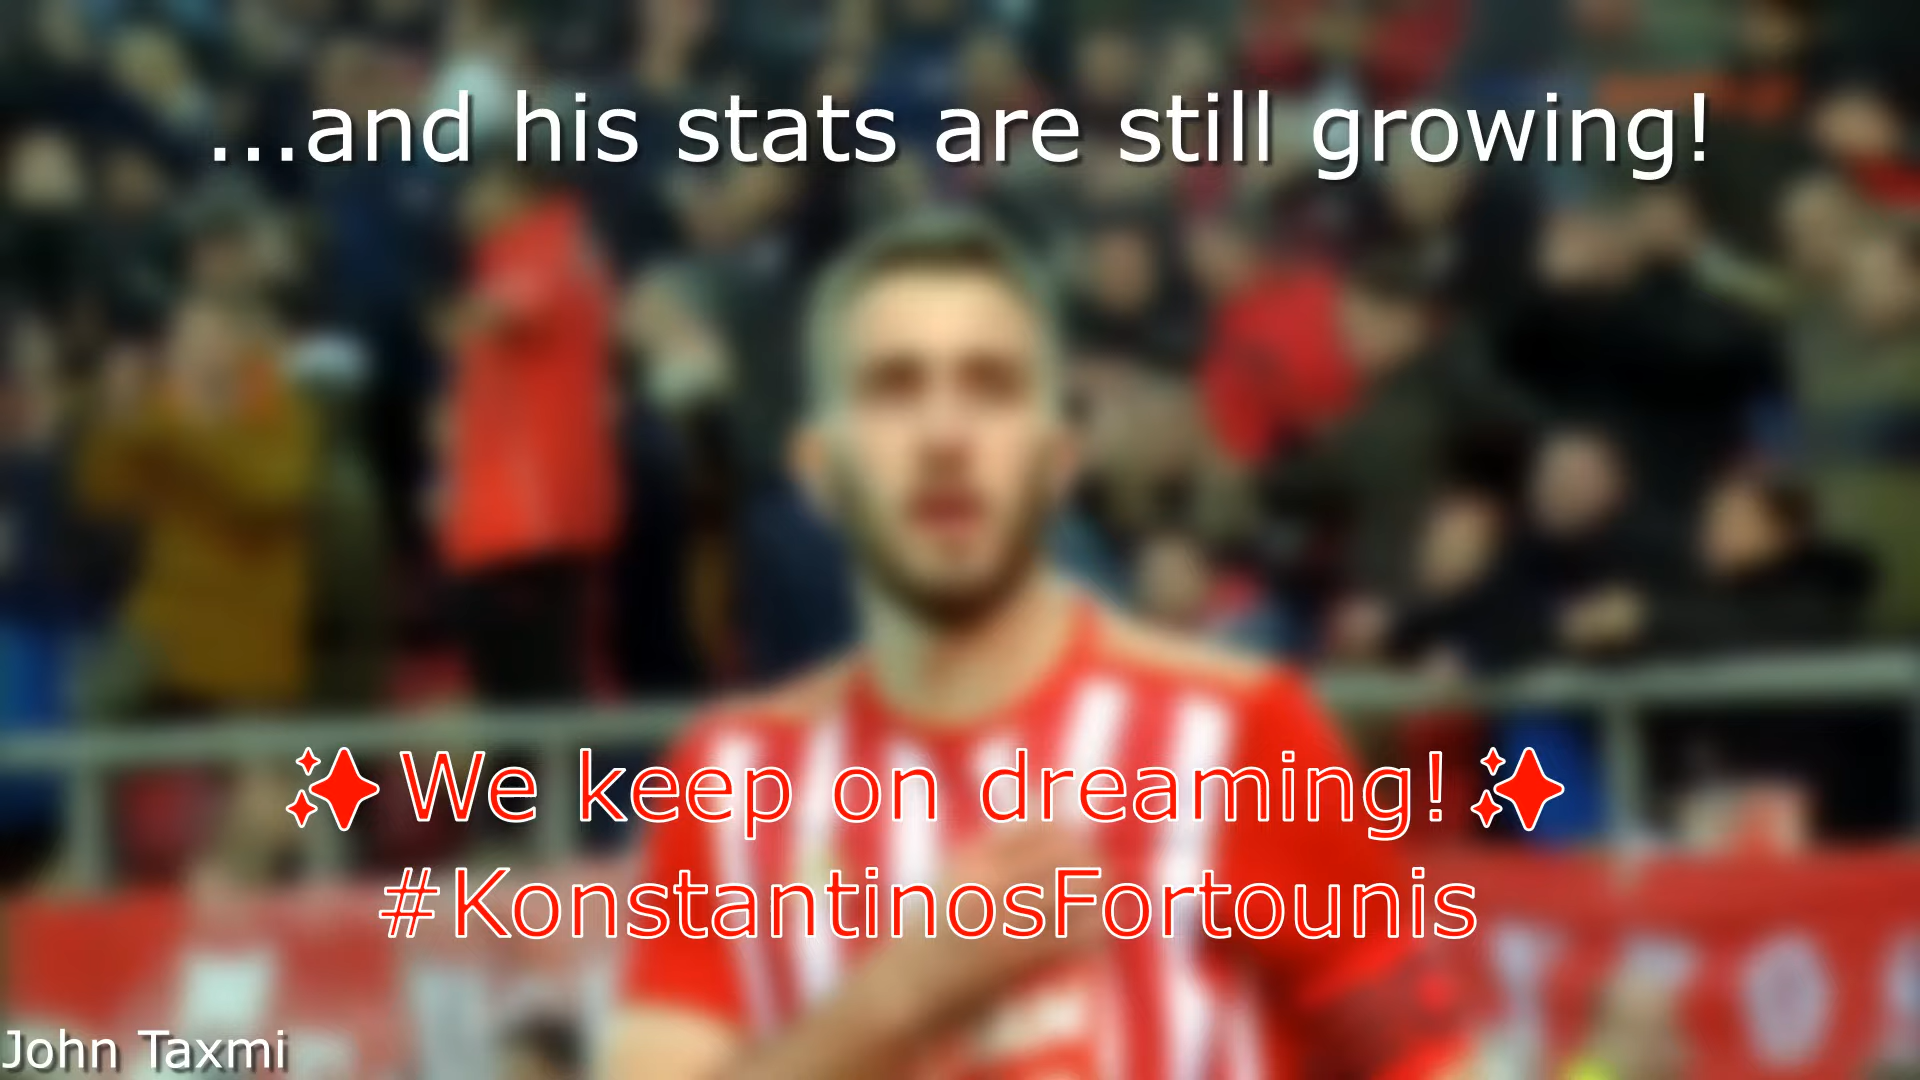 ...and his stats are still growing!
✨We keep on dreaming!✨
#KonstantinosFortounis
John Taxmi